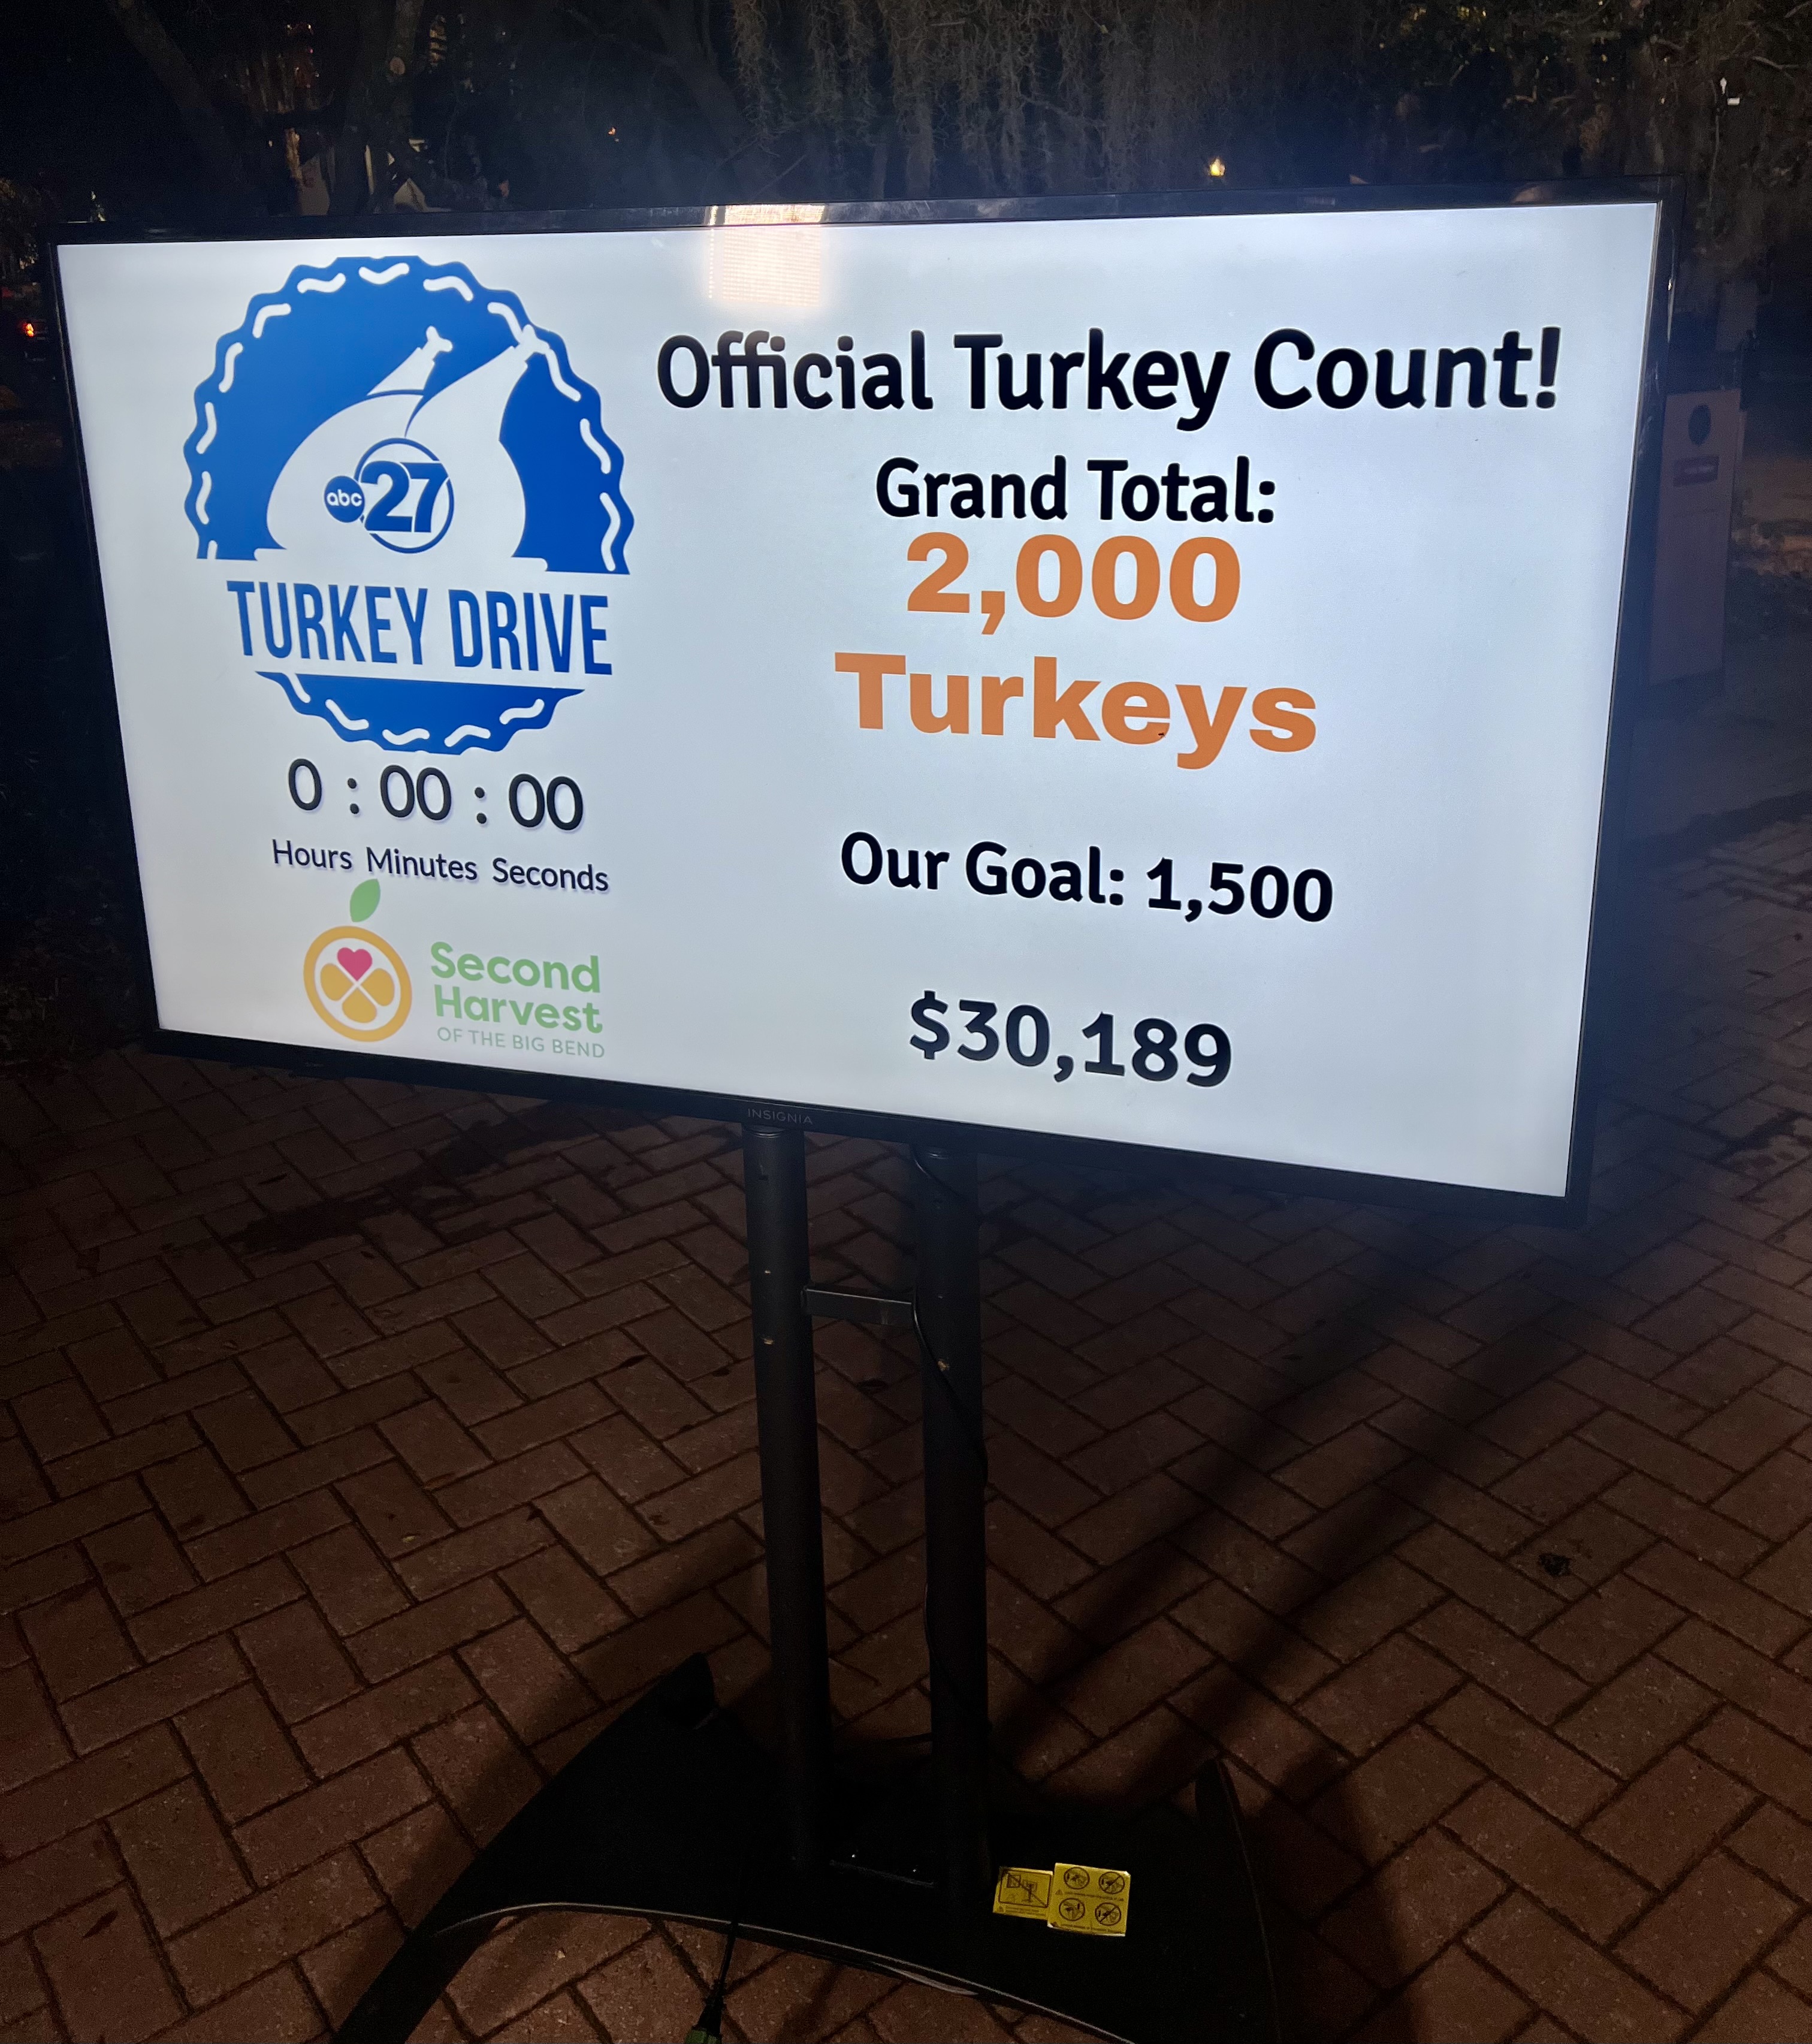 abc 27
TURKEY DRIVE
0 : 00 : 00
Hours Minutes Seconds
Second
Harvest
OF THE BIG BEND
Official Turkey Count!
Grand Total:
2,000
Turkeys
Our Goal: 1,500
$30,189
INSIGNIA